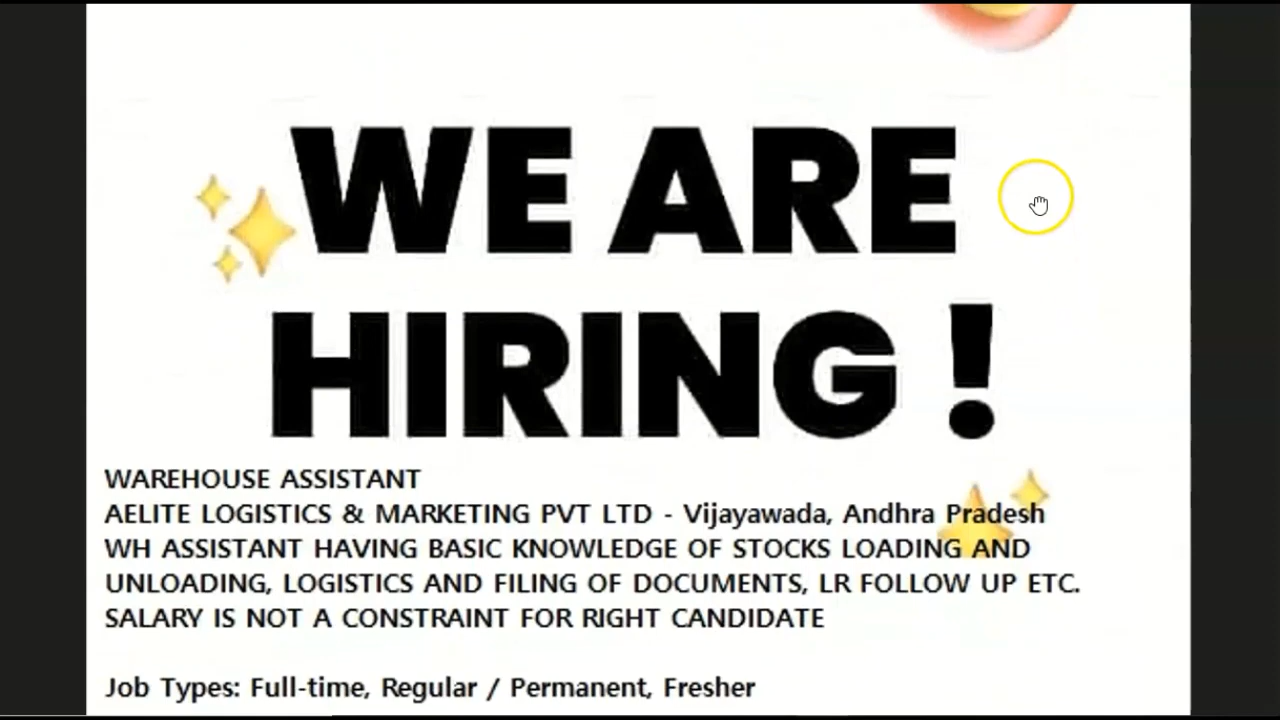 WE ARE
HIRING !
WAREHOUSE ASSISTANT
AELITE LOGISTICS & MARKETING PVT LTD - Vijayawada, Andhra Pradesh
WH ASSISTANT HAVING BASIC KNOWLEDGE OF STOCKS LOADING AND
UNLOADING, LOGISTICS AND FILING OF DOCUMENTS, LR FOLLOW UP ETC.
SALARY IS NOT A CONSTRAINT FOR RIGHT CANDIDATE
Job Types: Full-time, Regular / Permanent, Fresher